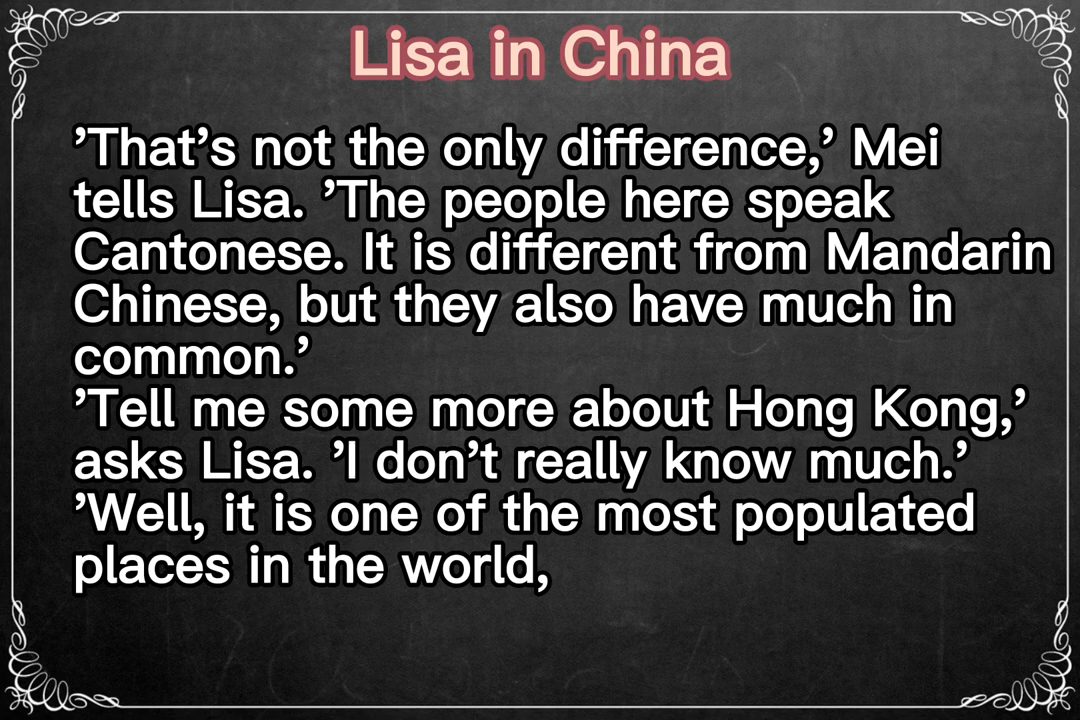 Lisa in China
’That’s not the only difference,’ Mei
tells Lisa. ’The people here speak
Cantonese. It is different from Mandarin
Chinese, but they also have much in
common.’
’Tell me some more about Hong Kong,’
asks Lisa. ’I don’t really know much.’
’Well, it is one of the most populated
places in the world,